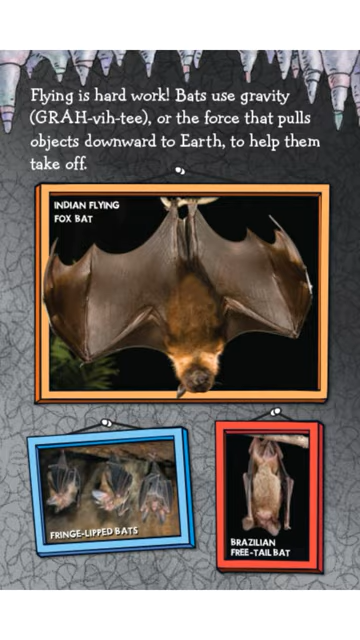 Flying is hard work! Bats use gravity
(GRAH-vih-tee), or the force that pulls
objects downward to Earth, to help them
take off.
INDIAN FLYING
FOX BAT
FRINGE-LIPPED BATS
BRAZILIAN
FREE-TAIL BAT